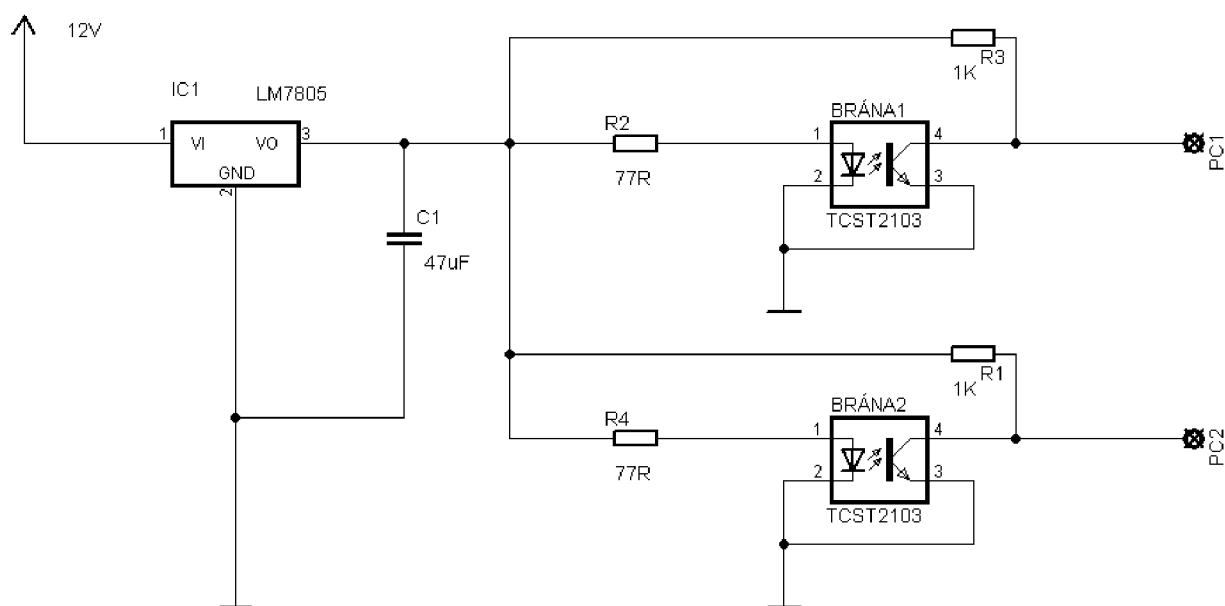 12V
IC1
LM7805
1
VI
VO
3
GND
2
C1
47uF
R3
1K
R2
77R
BRÁNA1
1
4
2
3
TCST2103
PC1
R1
1K
R4
77R
BRÁNA2
1
4
2
3
TCST2103
PC2